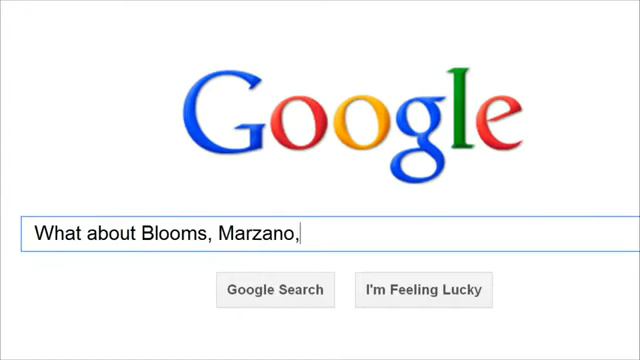 Google
What about Blooms, Marzano,
Google Search
I'm Feeling Lucky